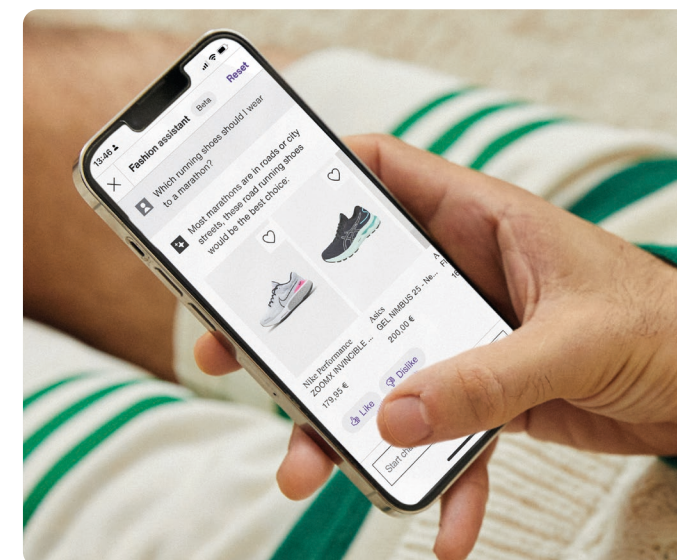 13:46
Fashion assistant Beta
Reset
Which running shoes should I wear
to a marathon?
Most marathons are in roads or city
streets, these road running shoes
would be the best choice:
Nike Performance
ZOOMX INVINCIBLE ...
179,95 €
Asics
GEL NIMBUS 25 - Ne...
200,00 €
A
16
Like
Dislike
Start